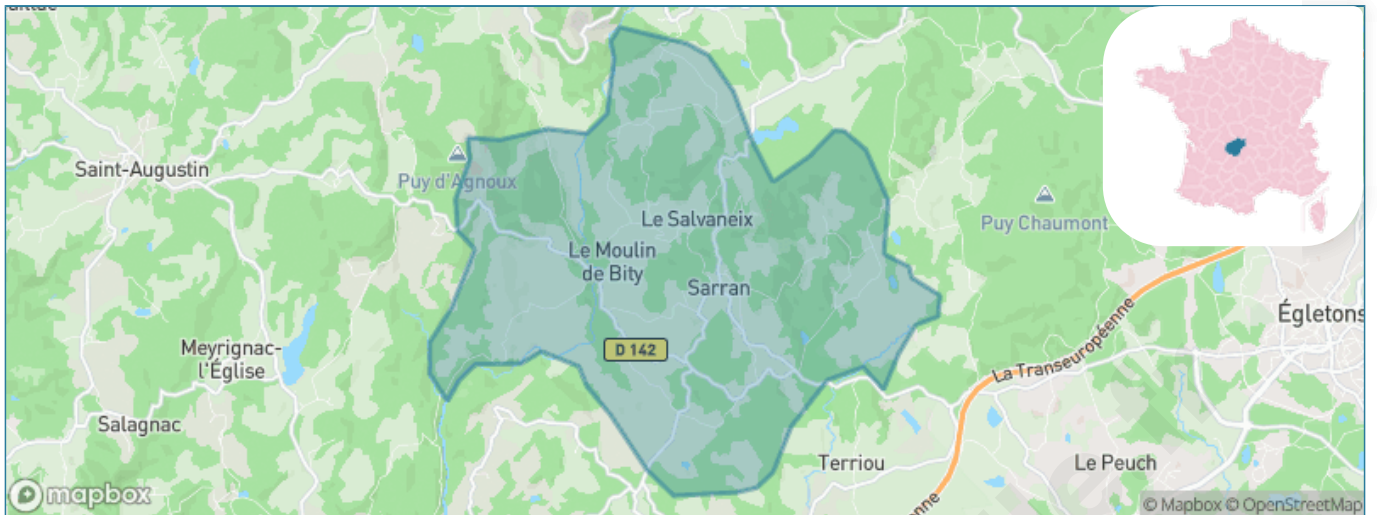 Saint-Augustin
Puy d'Agnoux
Le Salvaneix
Puy Chaumont
Le Moulin
de Bity
Sarran
Égletons
Meyrignac-
l'Église
D 142
La Transeuropéenne
Salagnac
Terriou
Le Peuch
enne
mapbox
© Mapbox © OpenStreetMap